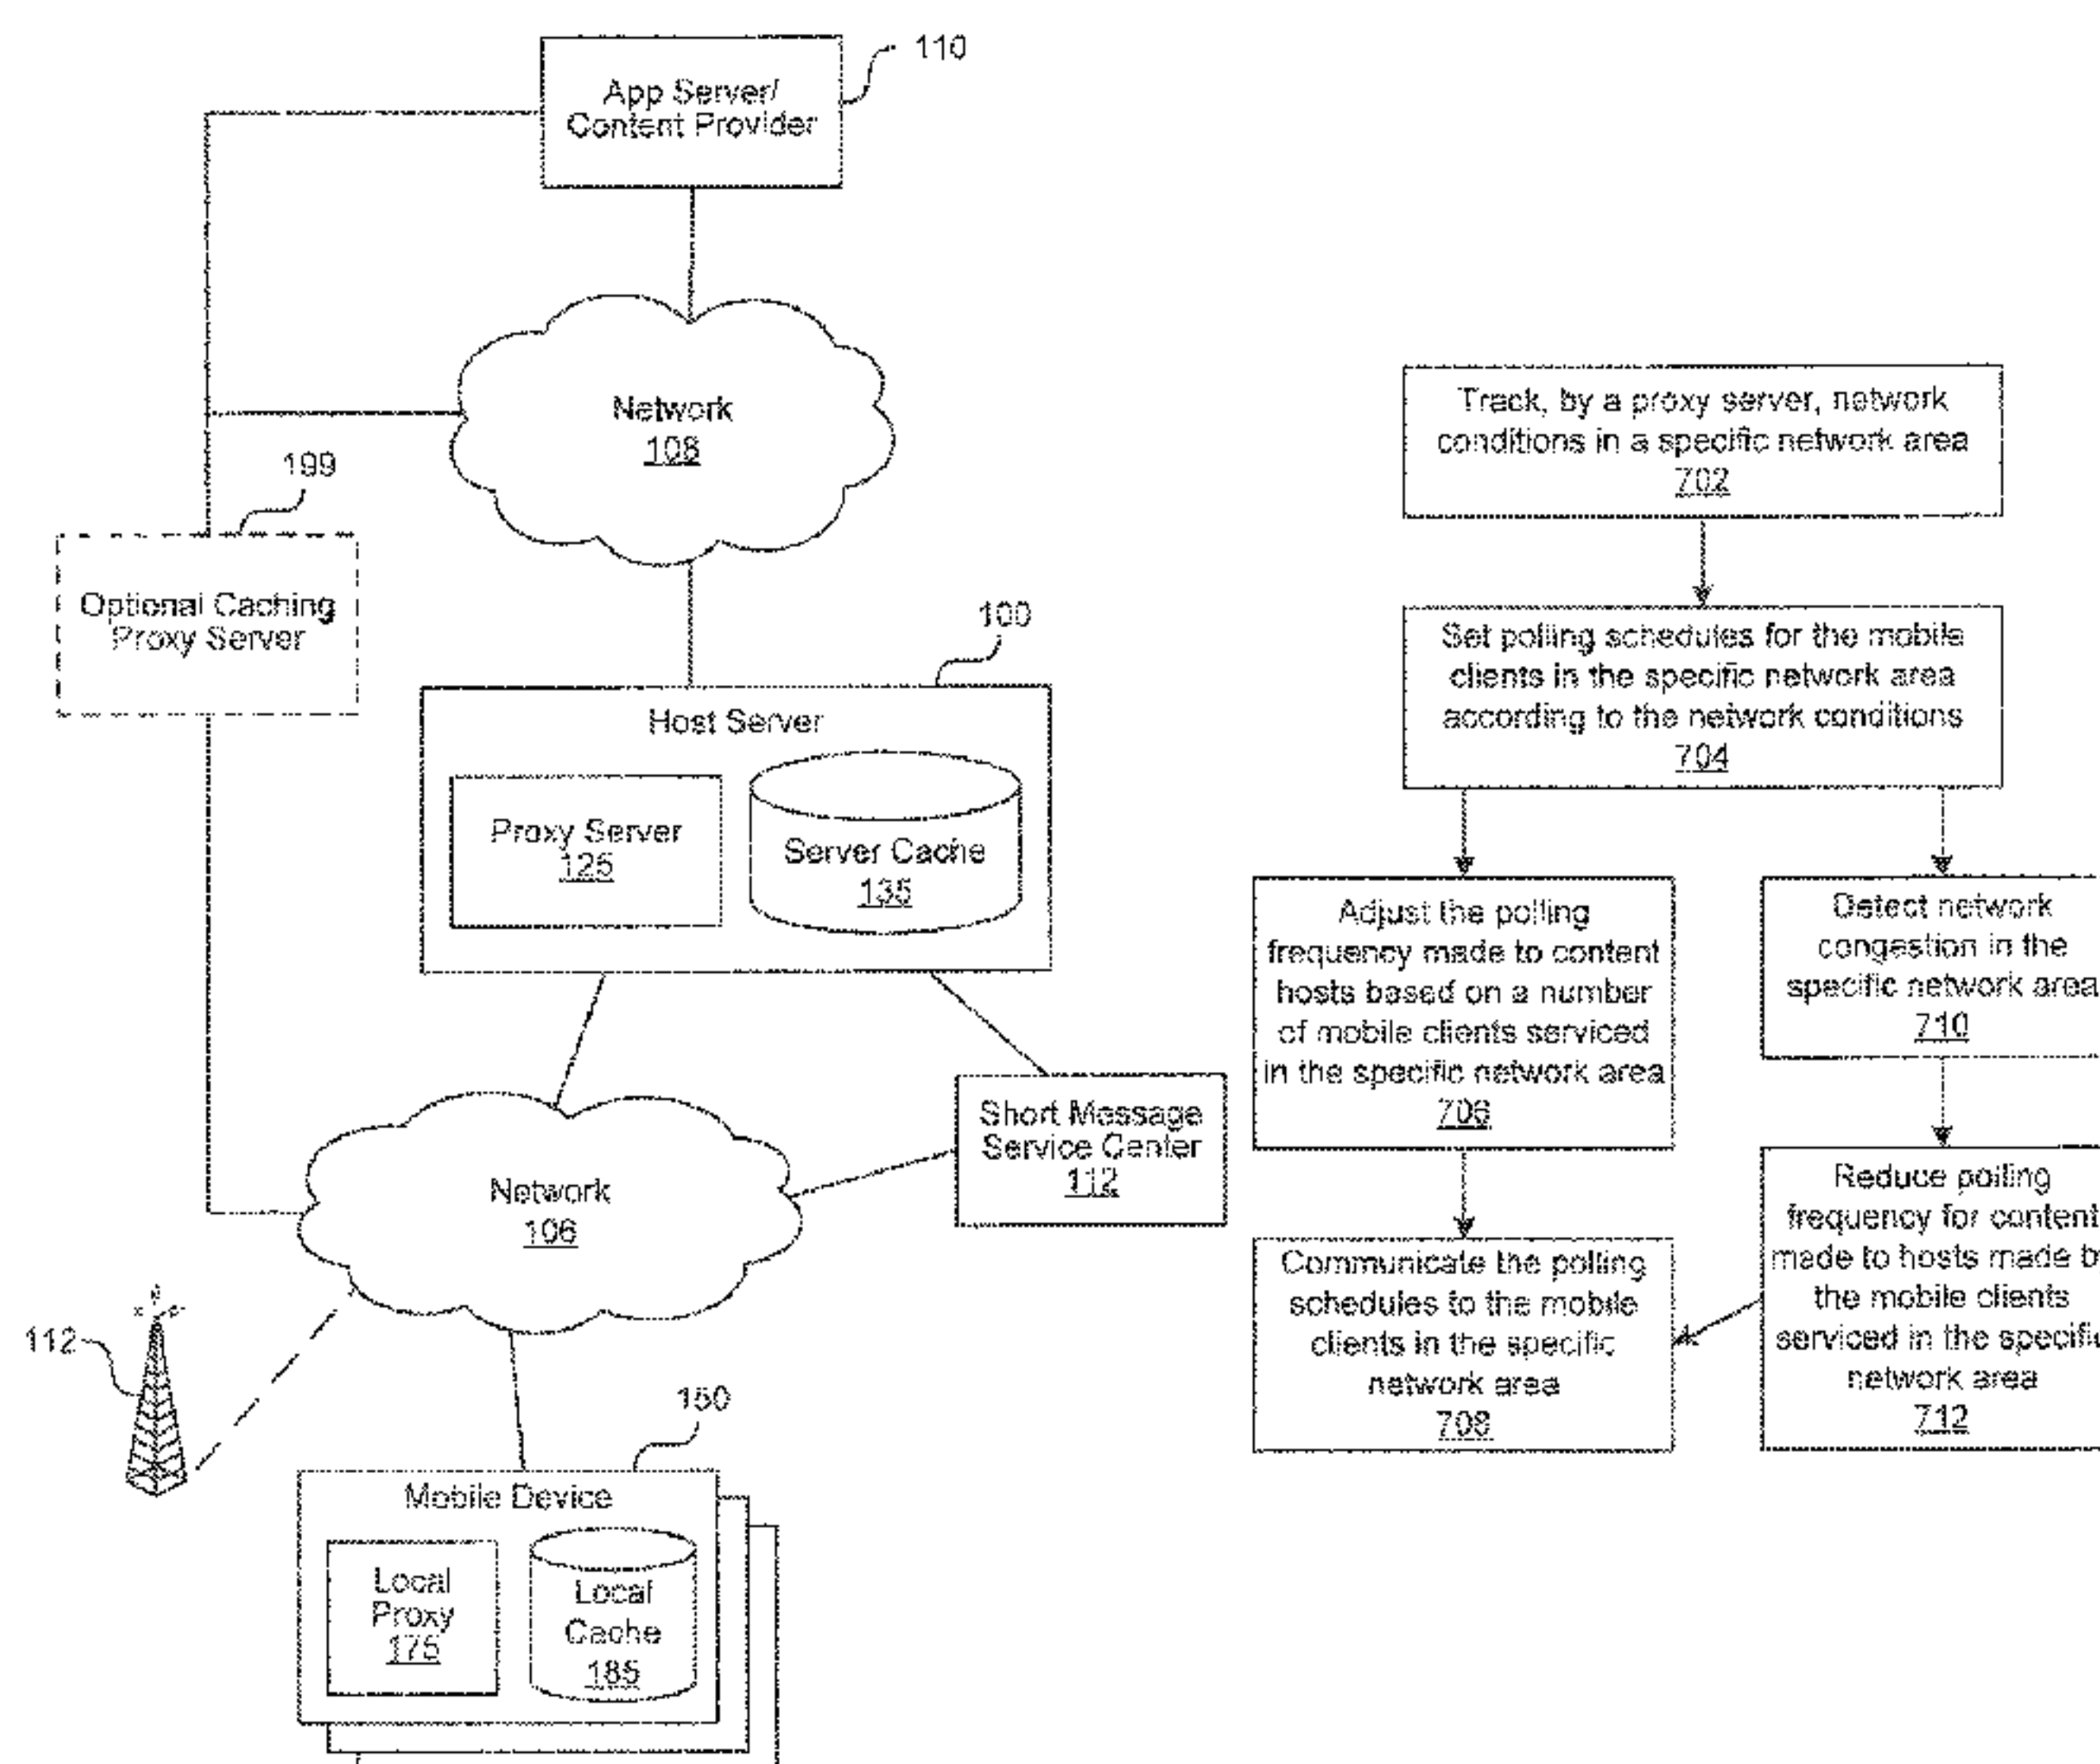 110
App Server/
Content Provider
Network
108
199
Optional Caching
Proxy Server
100
Host Server
Proxy Server
125
Server Cache
135
Short Message
Service Center
112
Network
106
112
150
Mobile Device
Local
Proxy
175
Local
Cache
185
Track, by a proxy server, network
conditions in a specific network area
702
Set polling schedules for the mobile
clients in the specific network area
according to the network conditions
704
Adjust the polling
frequency made to content
hosts based on a number
of mobile clients serviced
in the specific network area
706
Communicate the polling
schedules to the mobile
clients in the specific
network area
708
Detect network
congestion in the
specific network area
710
Reduce polling
frequency for content
made to hosts made
the mobile clients
serviced in the specific
network area
712